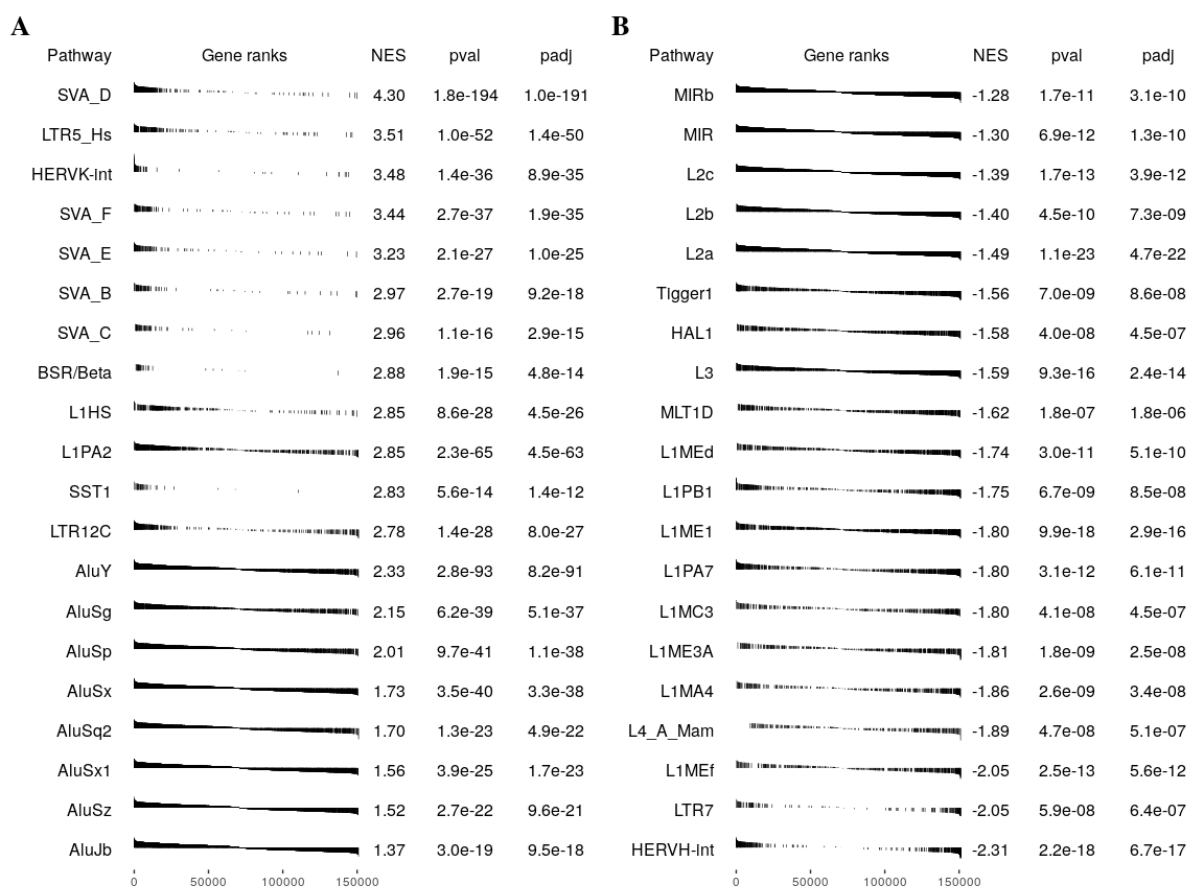 A
Pathway Gene ranks NES pval padj
SVA_D 4.30 1.8e-194 1.0e-191
LTR5_Hs 3.51 1.0e-52 1.4e-50
HERVK-int 3.48 1.4e-36 8.9e-35
SVA_F 3.44 2.7e-37 1.9e-35
SVA_E 3.23 2.1e-27 1.0e-25
SVA_B 2.97 2.7e-19 9.2e-18
SVA_C 2.96 1.1e-16 2.9e-15
BSR/Beta 2.88 1.9e-15 4.8e-14
L1HS 2.85 8.6e-28 4.5e-26
L1PA2 2.85 2.3e-65 4.5e-63
SST1 2.83 5.6e-14 1.4e-12
LTR12C 2.78 1.4e-28 8.0e-27
AluY 2.33 2.8e-93 8.2e-91
AluSg 2.15 6.2e-39 5.1e-37
AluSp 2.01 9.7e-41 1.1e-38
AluSx 1.73 3.5e-40 3.3e-38
AluSq2 1.70 1.3e-23 4.9e-22
AluSx1 1.56 3.9e-25 1.7e-23
AluSz 1.52 2.7e-22 9.6e-21
AluJb 1.37 3.0e-19 9.5e-18
0 50000 100000 150000
B
Pathway Gene ranks NES pval padj
MIRb -1.28 1.7e-11 3.1e-10
MIR -1.30 6.9e-12 1.3e-10
L2c -1.39 1.7e-13 3.9e-12
L2b -1.40 4.5e-10 7.3e-09
L2a -1.49 1.1e-23 4.7e-22
Tigger1 -1.56 7.0e-09 8.6e-08
HAL1 -1.58 4.0e-08 4.5e-07
L3 -1.59 9.3e-16 2.4e-14
MLT1D -1.62 1.8e-07 1.8e-06
L1MEd -1.74 3.0e-11 5.1e-10
L1PB1 -1.75 6.7e-09 8.5e-08
L1ME1 -1.80 9.9e-18 2.9e-16
L1PA7 -1.80 3.1e-12 6.1e-11
L1MC3 -1.80 4.1e-08 4.5e-07
L1ME3A -1.81 1.8e-09 2.5e-08
L1MA4 -1.86 2.6e-09 3.4e-08
L4_A_Mam -1.89 4.7e-08 5.1e-07
L1MEf -2.05 2.5e-13 5.6e-12
LTR7 -2.05 5.9e-08 6.4e-07
HERVH-int -2.31 2.2e-18 6.7e-17
0 50000 100000 150000